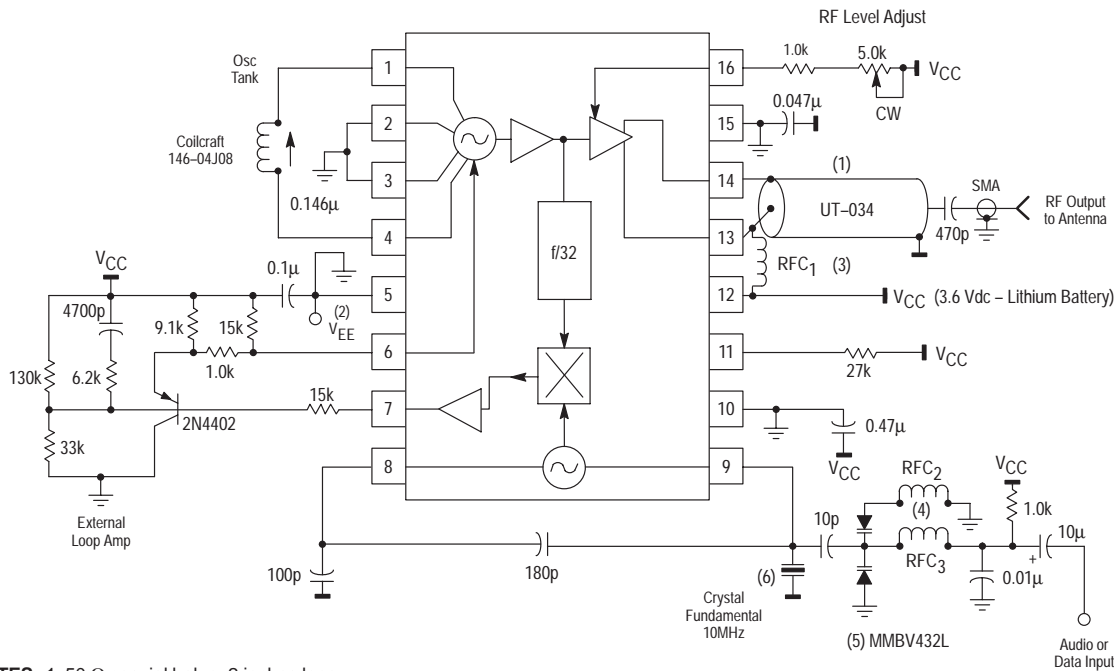 RF Level Adjust
Osc
Tank
1
16
1.0k
5.0k
VCC
CW
Coilcraft
146–04J08
0.146µ
2
15
0.047µ
3
14
(1)
UT–034
SMA
RF Output
to Antenna
470p
4
13
f/32
RFC1
(3)
VCC
0.1µ
5
(2)
VEE
12
VCC (3.6 Vdc – Lithium Battery)
4700p
9.1k
15k
1.0k
6
11
27k
VCC
130k
6.2k
2N4402
15k
7
10
0.47µ
VCC
33k
8
9
External
Loop Amp
RFC2
(4)
RFC3
VCC
1.0k
10p
10µ
+
0.01µ
100p
180p
(6)
Crystal
Fundamental
10MHz
(5) MMBV432L
Audio or
Data Input